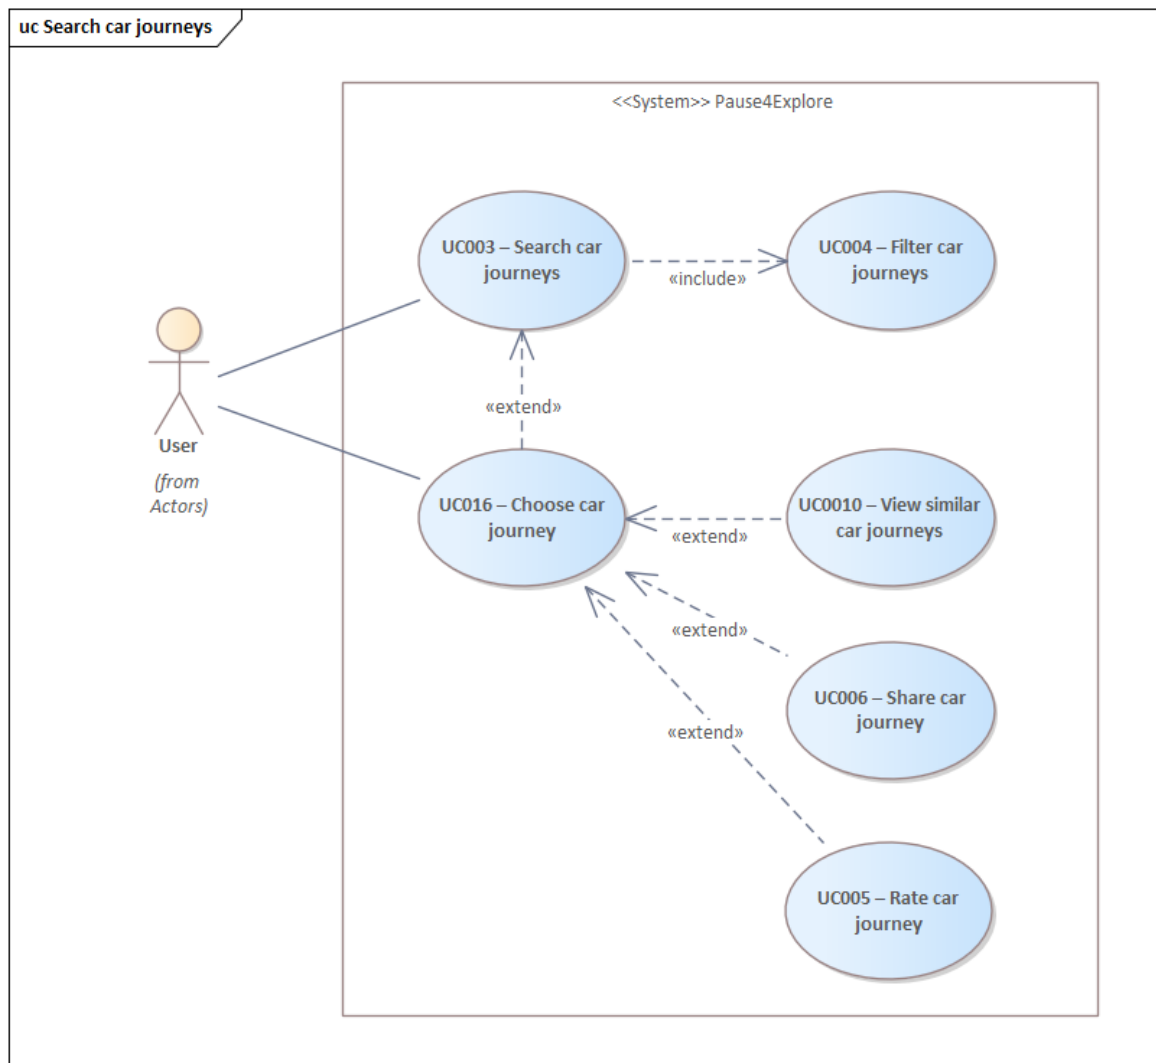 uc Search car journeys
<<System>> Pause4Explore
UC003 – Search car
journeys
UC004 – Filter car
journeys
«include»
«extend»
User
(from
Actors)
UC016 – Choose car
journey
UC0010 – View similar
car journeys
«extend»
«extend»
UC006 – Share car
journey
«extend»
UC005 – Rate car
journey